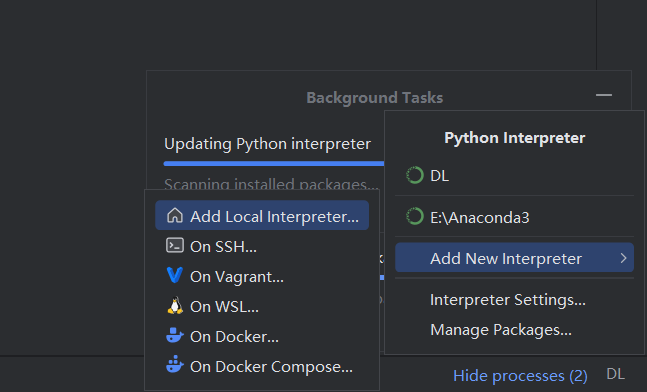 Background Tasks
Updating Python interpreter
Scanning installed packages...
Python Interpreter
DL
E:\Anaconda3
Add New Interpreter
Interpreter Settings...
Manage Packages...
Add Local Interpreter...
On SSH...
On Vagrant...
On WSL...
On Docker...
On Docker Compose...
Hide processes (2)
DL